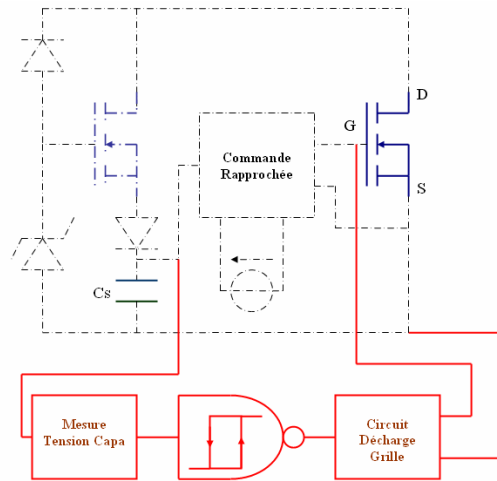 D
G
Commande
Rapprochée
S
Cs
Mesure
Tension Capa
Circuit
Décharge
Grille